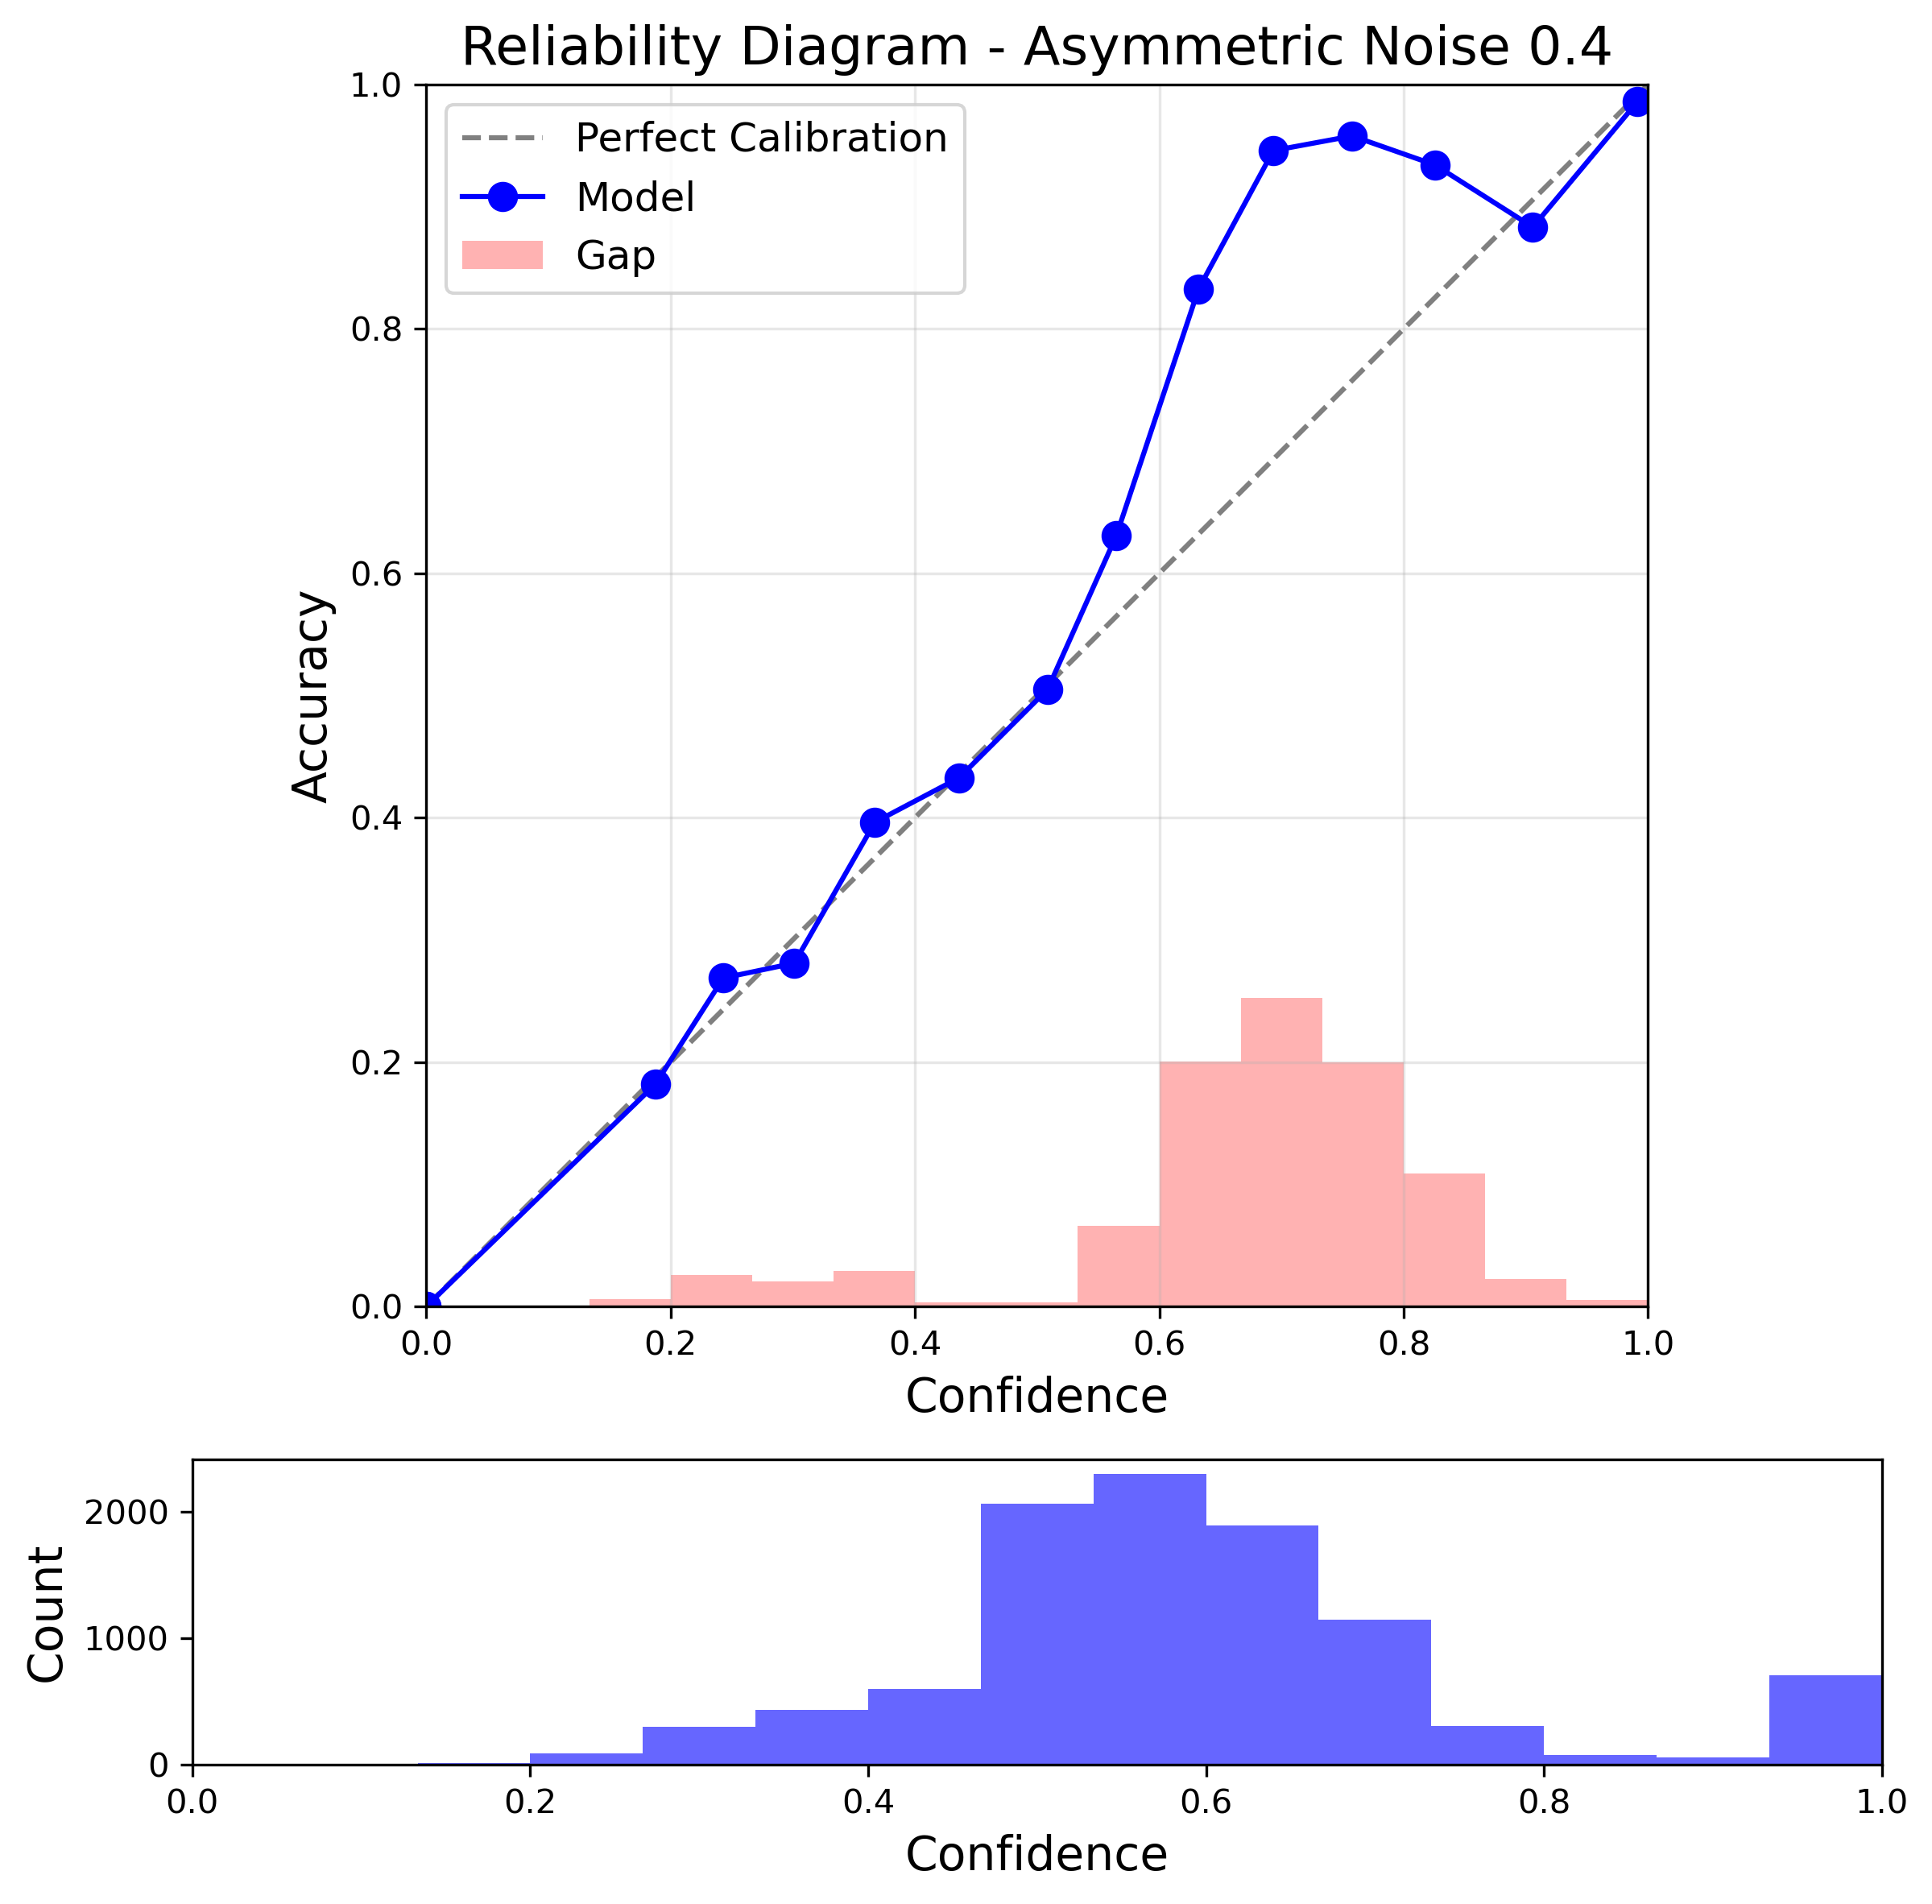 Reliability Diagram - Asymmetric Noise 0.4
1.0
0.8
0.6
0.4
0.2
0.0
Accuracy
Perfect Calibration
Model
Gap
0.0 0.2 0.4 0.6 0.8 1.0
Confidence
2000
1000
0
Count
0.0 0.2 0.4 0.6 0.8 1.0
Confidence